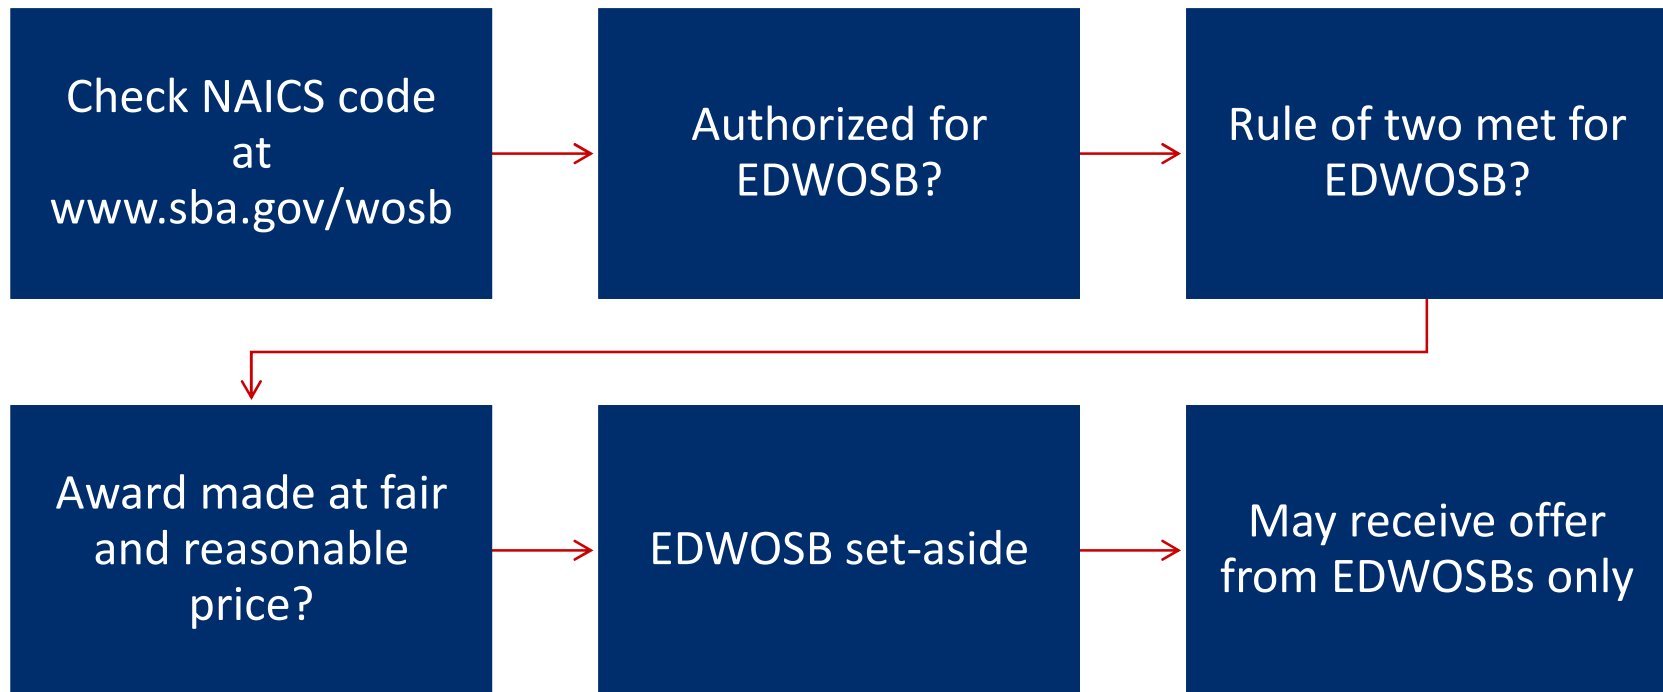 Check NAICS code
at
www.sba.gov/wosb
Authorized for
EDWOSB?
Rule of two met for
EDWOSB?
Award made at fair
and reasonable
price?
EDWOSB set-aside
May receive offer
from EDWOSBs only